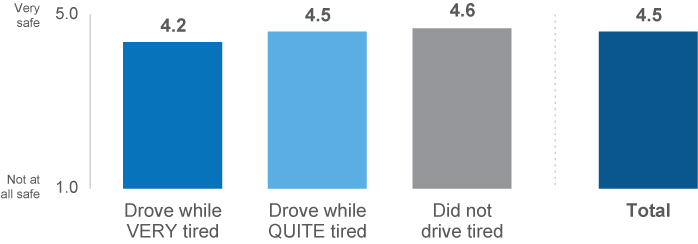 Very
safe
5.0
4.2
4.5
4.6
4.5
Not at
all safe
1.0
Drove while
VERY tired
Drove while
QUITE tired
Did not
drive tired
Total